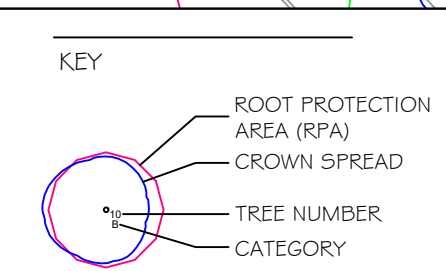 KEY
ROOT PROTECTION
AREA (RPA)
CROWN SPREAD
10
TREE NUMBER
B
CATEGORY